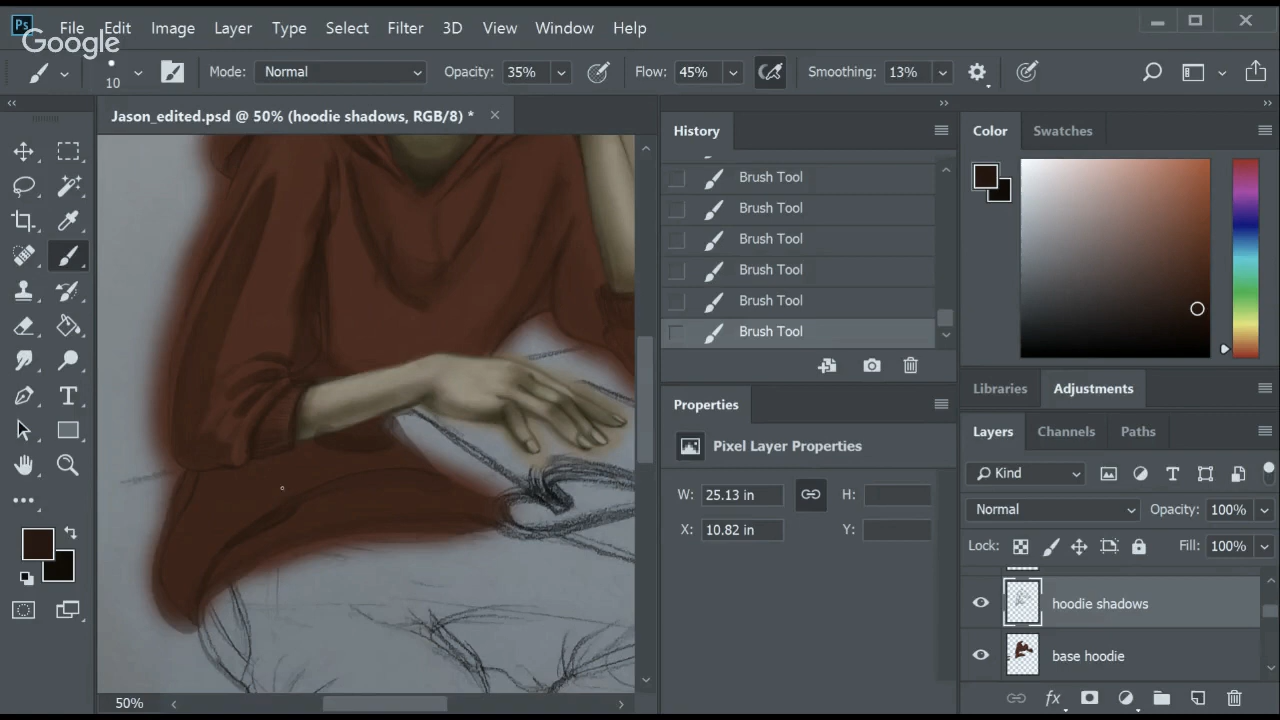 Ps File Edit Image Layer Type Select Filter 3D View Window Help
Google
10 Mode: Normal Opacity: 35% Flow: 45% Smoothing: 13%
Jason_edited.psd @ 50% (hoodie shadows, RGB/8) *
History
Brush Tool
Brush Tool
Brush Tool
Brush Tool
Brush Tool
Brush Tool
Properties
Pixel Layer Properties
W: 25.13 in H:
X: 10.82 in Y:
Color Swatches
Libraries Adjustments
Layers Channels Paths
Kind
Normal Opacity: 100%
Lock: Fill: 100%
hoodie shadows
base hoodie
50%